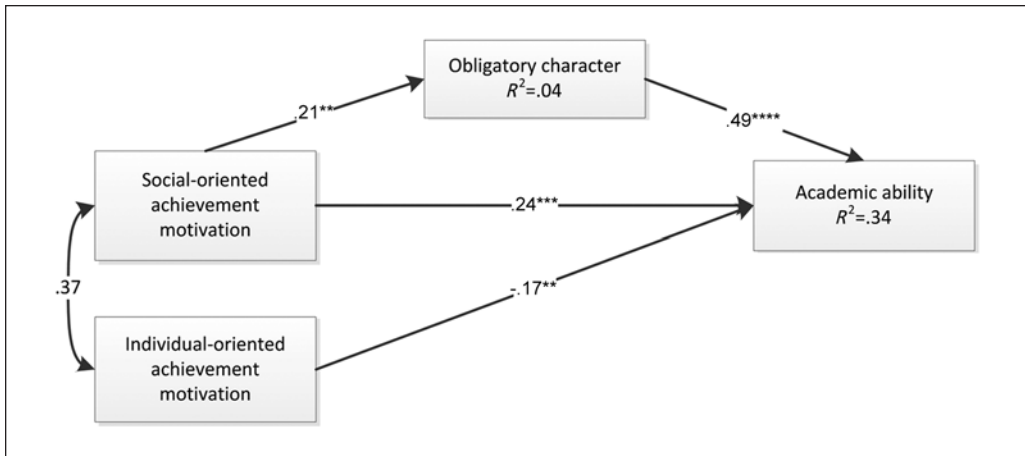 Obligatory character
R²=.04
.21**
.49****
Social-oriented
achievement
motivation
.24***
Academic ability
R²=.34
.37
-.17**
Individual-oriented
achievement
motivation